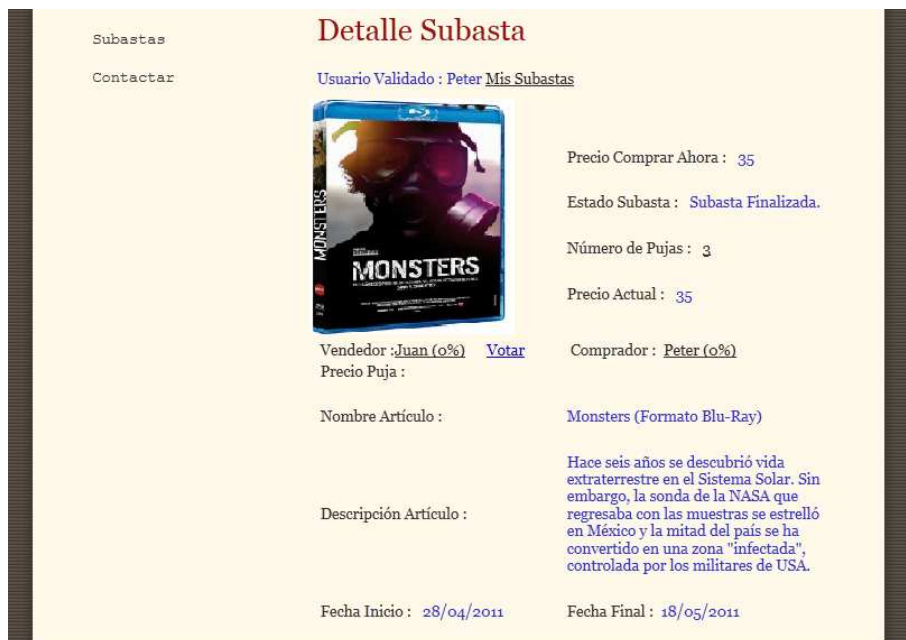 Subastas
Contactar
Detalle Subasta
Usuario Validado : Peter Mis Subastas
MONSTERS
MONSTERS
Precio Comprar Ahora : 35
Estado Subasta : Subasta Finalizada.
Número de Pujas : 3
Precio Actual : 35
Vendedor :Juan (0%) Votar
Comprador : Peter (0%)
Precio Puja :
Nombre Artículo :
Monsters (Formato Blu-Ray)
Descripción Artículo :
Hace seis años se descubrió vida
extraterrestre en el Sistema Solar. Sin
embargo, la sonda de la NASA que
regresaba con las muestras se estrelló
en México y la mitad del país se ha
convertido en una zona "infectada",
controlada por los militares de USA.
Fecha Inicio : 28/04/2011
Fecha Final : 18/05/2011